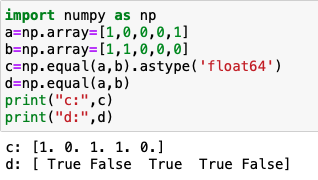 import numpy as np
a=np.array=[1,0,0,0,1]
b=np.array=[1,1,0,0,0]
c=np.equal(a,b).astype('float64')
d=np.equal(a,b)
print("c:",c)
print("d:",d)
c: [1. 0. 1. 1. 0.]
d: [ True False  True  True False]